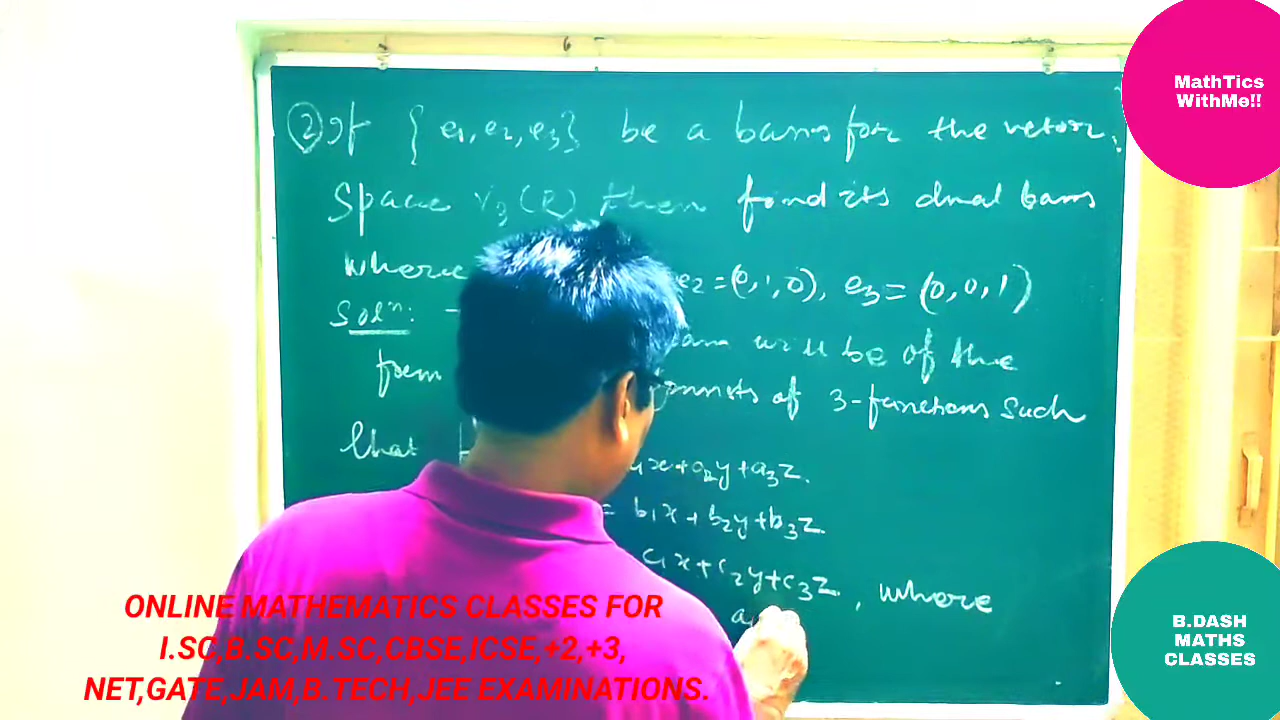 ② If {e1, e2, e3} be a basis for the vetor
Space V3(R) then find its dual basis
where e2 = (0,1,0), e3 = (0,0,1)
Solⁿ: will be of the
form consists of 3-functions such
that a1x+a2y+a3z.
= b1x+b2y+b3z.
c1x+c2y+c3z, where
a
MathTics
WithMe!!
B.DASH
MATHS
CLASSES
ONLINE MATHEMATICS CLASSES FOR
I.SC,B.SC,M.SC,CBSE,ICSE,+2,+3,
NET,GATE,JAM,B.TECH,JEE EXAMINATIONS.